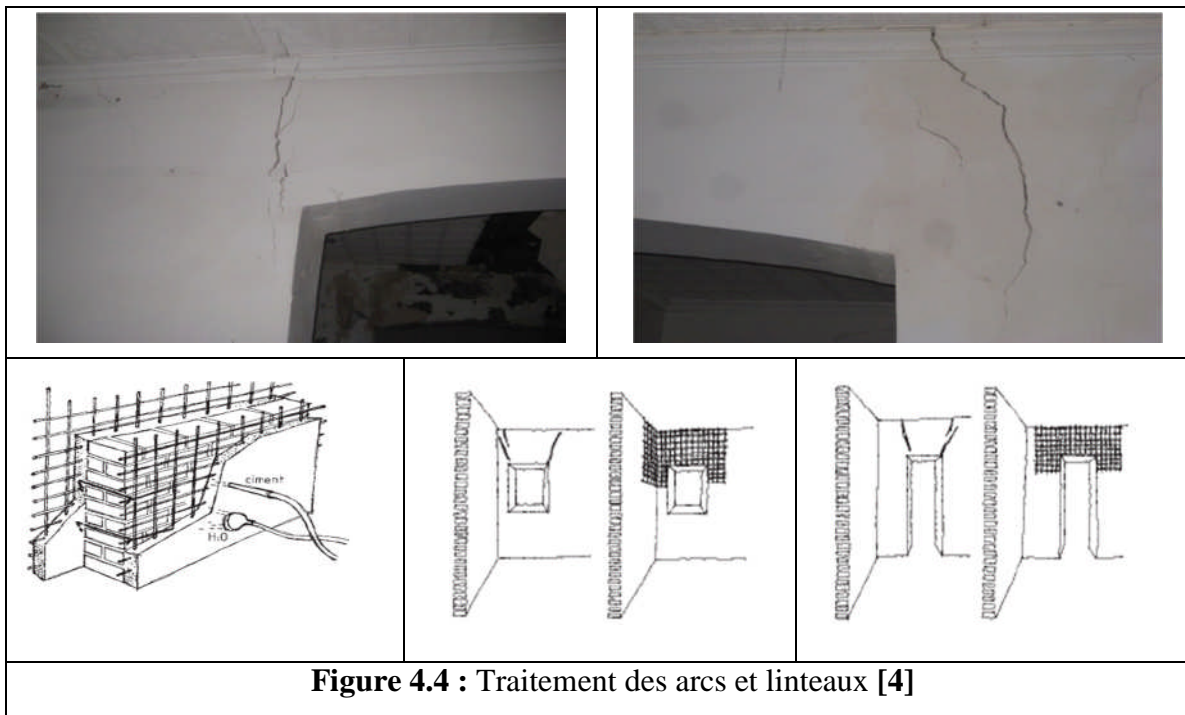 ciment
H₂O
Figure 4.4 : Traitement des arcs et linteaux [4]